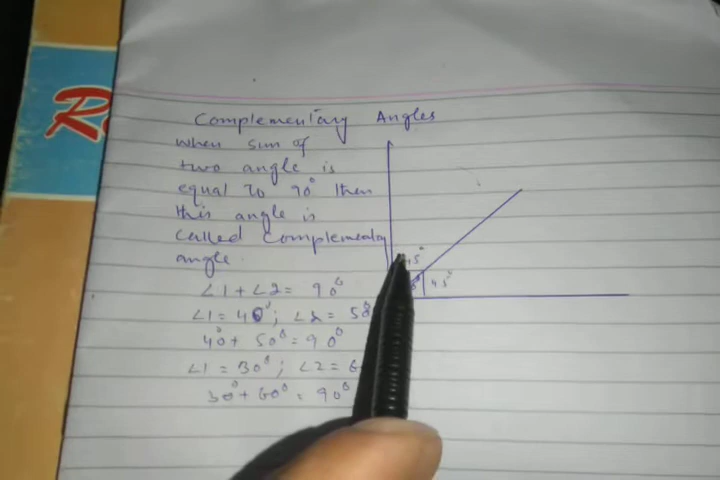 Complementary Angles
When sum of
two angle is
equal to 90° then
this angle is
called Complementary
angle.
∠1 + ∠2 = 90°
∠1 = 40° ; ∠2 = 50°
40° + 50° = 90°
∠1 = 30° ; ∠2 =
30° + 60° = 90°
45°
45°